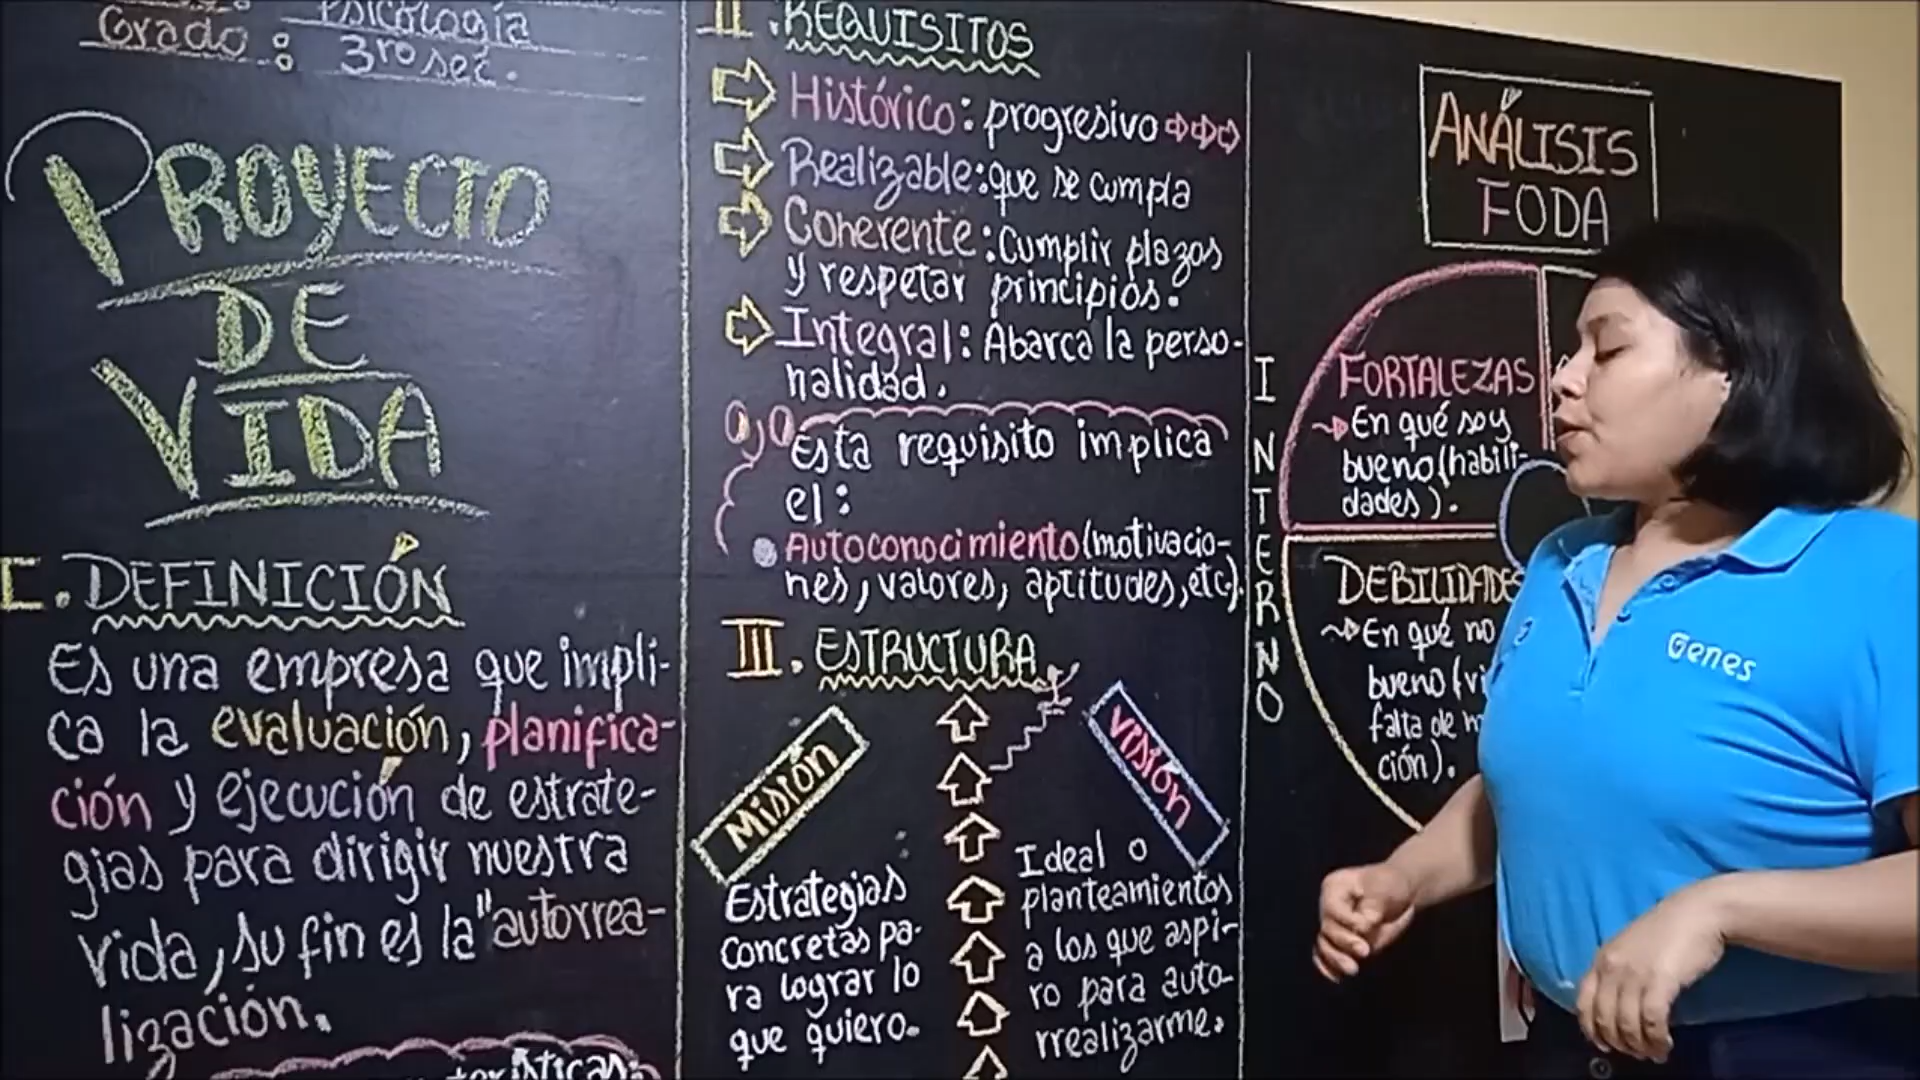 Psicología
Grado : 3ro sec.
PROYECTO
DE
VIDA
I. DEFINICIÓN
Es una empresa que impli-
ca la evaluación, planifica-
ción y ejecución de estrate-
gias para dirigir nuestra
vida, su fin es la "autorrea-
lización.
II. REQUISITOS
Histórico: progresivo
Realizable: que se cumpla
Coherente: Cumplir plazos
y respetar principios.
Integral: Abarca la perso-
nalidad.
Esta requisito implica
el:
Autoconocimiento (motivacio-
nes, valores, aptitudes, etc).
III. ESTRUCTURA
Misión
Estrategias
concretas pa-
ra lograr lo
que quiero.
Visión
Ideal o
planteamientos
a los que aspi-
ro para auto-
rrealizarme.
ANÁLISIS
FODA
INTERNO
FORTALEZAS
En qué soy
bueno (habili-
dades).
DEBILIDADES
En qué no
bueno (vi
falta de m
ción).
Genes